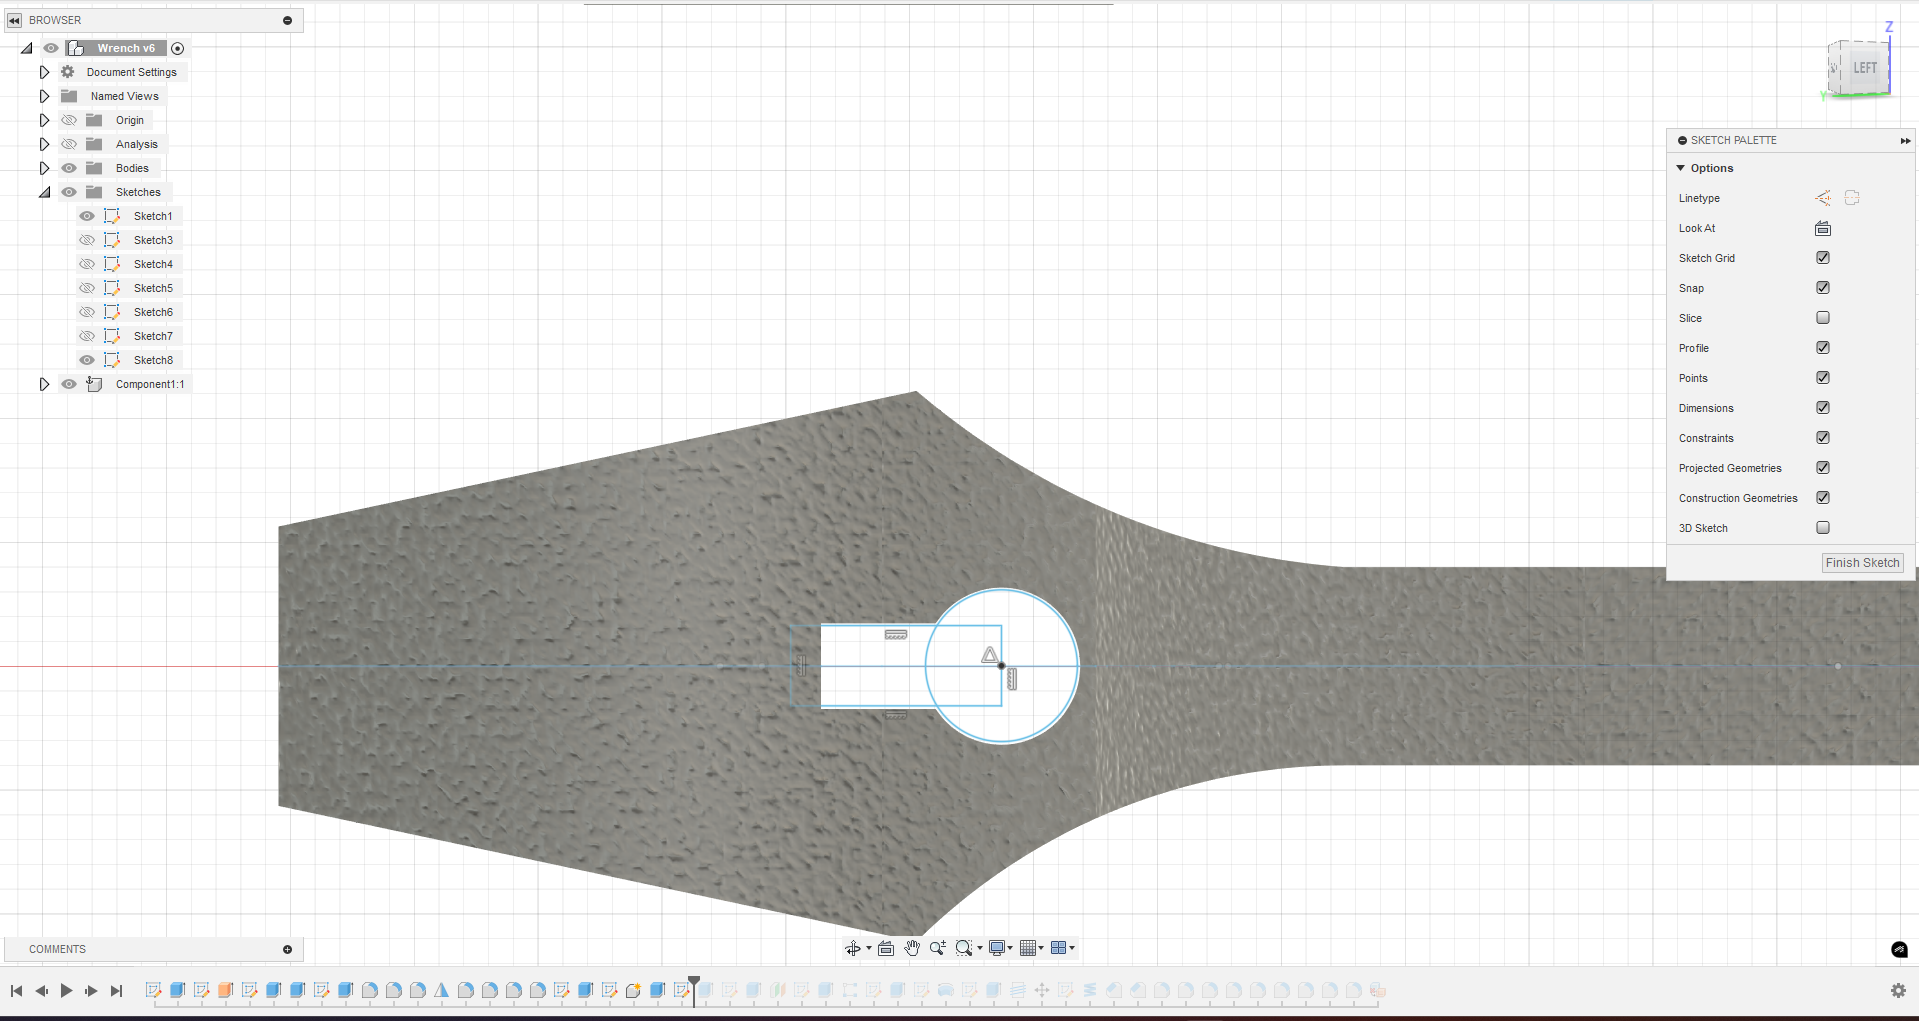 BROWSER
Wrench v6
Document Settings
Named Views
Origin
Analysis
Bodies
Sketches
Sketch1
Sketch3
Sketch4
Sketch5
Sketch6
Sketch7
Sketch8
Component1:1
Z
LEFT
Y
SKETCH PALETTE
Options
Linetype
Look At
Sketch Grid
Snap
Slice
Profile
Points
Dimensions
Constraints
Projected Geometries
Construction Geometries
3D Sketch
Finish Sketch
COMMENTS